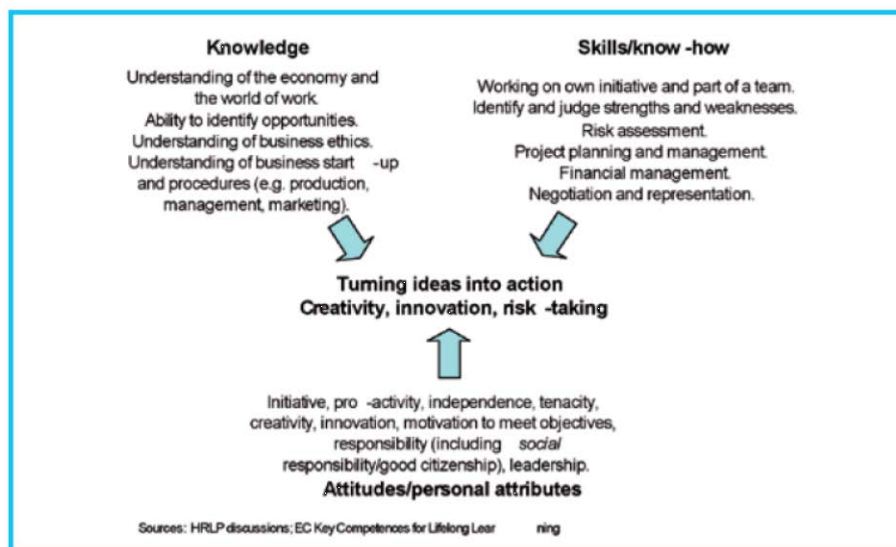 Knowledge
Understanding of the economy and
the world of work.
Ability to identify opportunities.
Understanding of business ethics.
Understanding of business start -up
and procedures (e.g. production,
management, marketing).
Skills/know -how
Working on own initiative and part of a team.
Identify and judge strengths and weaknesses.
Risk assessment.
Project planning and management.
Financial management.
Negotiation and representation.
Turning ideas into action
Creativity, innovation, risk -taking
Initiative, pro -activity, independence, tenacity,
creativity, innovation, motivation to meet objectives,
responsibility (including social
responsibility/good citizenship), leadership.
Attitudes/personal attributes
Sources: HRLP discussions; EC Key Competences for Lifelong Lear ning